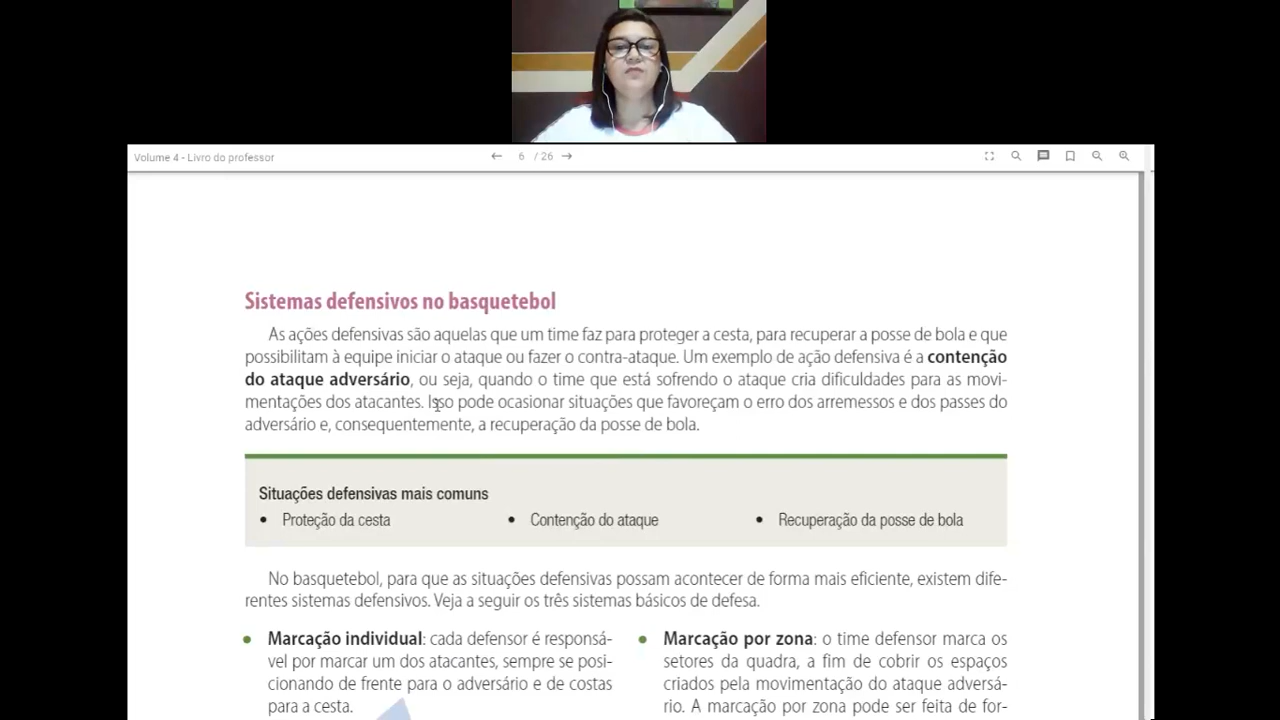 Volume 4 - Livro do professor
6 / 26
Sistemas defensivos no basquetebol
As ações defensivas são aquelas que um time faz para proteger a cesta, para recuperar a posse de bola e que
possibilitam à equipe iniciar o ataque ou fazer o contra-ataque. Um exemplo de ação defensiva é a contenção
do ataque adversário, ou seja, quando o time que está sofrendo o ataque cria dificuldades para as movi-
mentações dos atacantes. Isso pode ocasionar situações que favoreçam o erro dos arremessos e dos passes do
adversário e, consequentemente, a recuperação da posse de bola.
Situações defensivas mais comuns
• Proteção da cesta • Contenção do ataque • Recuperação da posse de bola
No basquetebol, para que as situações defensivas possam acontecer de forma mais eficiente, existem dife-
rentes sistemas defensivos. Veja a seguir os três sistemas básicos de defesa.
• Marcação individual: cada defensor é responsá-
vel por marcar um dos atacantes, sempre se posi-
cionando de frente para o adversário e de costas
para a cesta.
• Marcação por zona: o time defensor marca os
setores da quadra, a fim de cobrir os espaços
criados pela movimentação do ataque adversá-
rio. A marcação por zona pode ser feita de for-